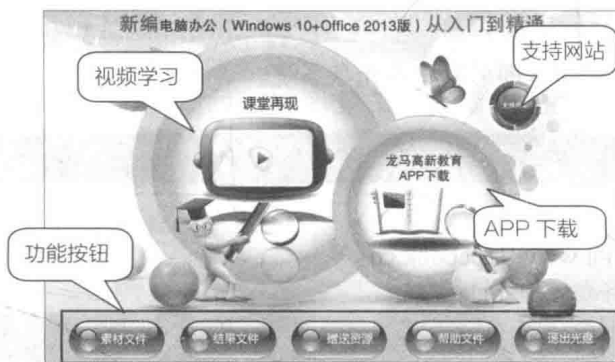 新编电脑办公(Windows 10+Office 2013版)从入门到精通
支持网站
视频学习
课堂再现
龙马高新教育
APP下载
APP 下载
功能按钮
素材文件
结果文件
赠送资源
帮助文件
退出光盘